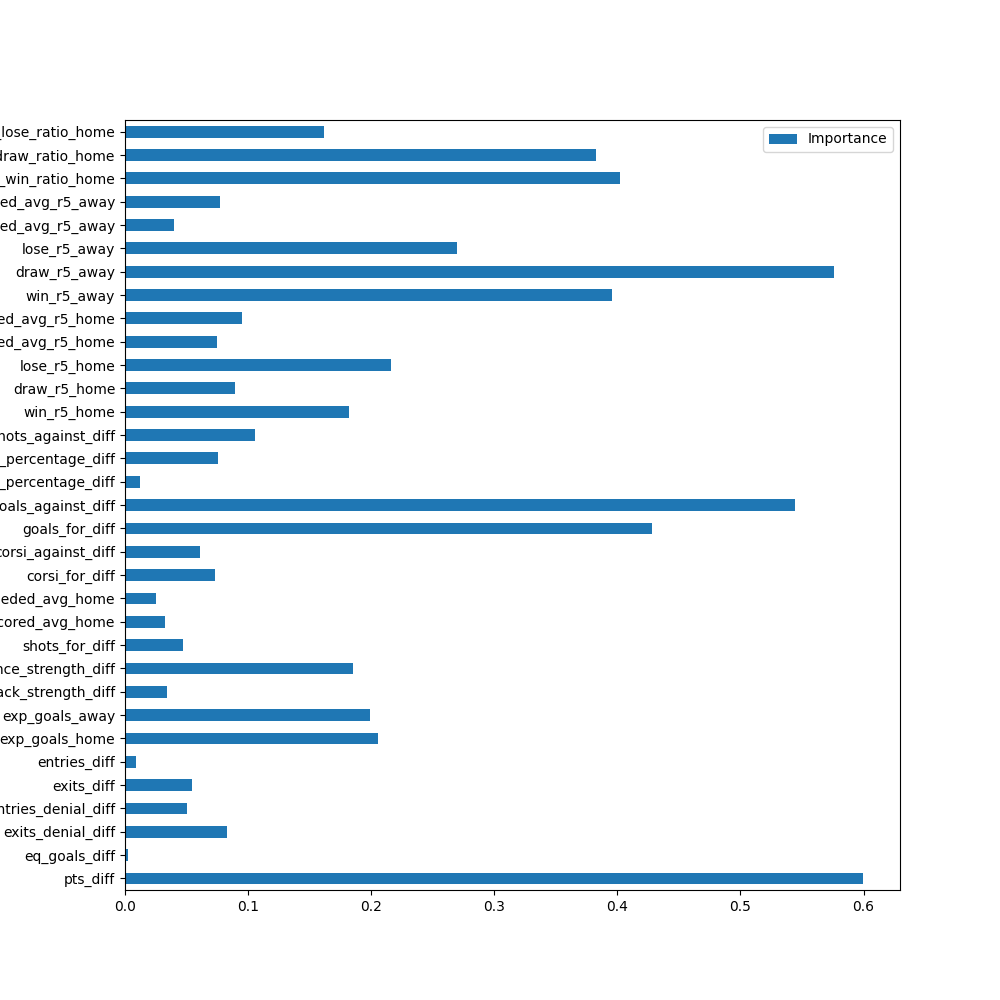 _lose_ratio_home
draw_ratio_home
_win_ratio_home
ed_avg_r5_away
ed_avg_r5_away
lose_r5_away
draw_r5_away
win_r5_away
ed_avg_r5_home
ed_avg_r5_home
lose_r5_home
draw_r5_home
win_r5_home
hots_against_diff
_percentage_diff
_percentage_diff
oals_against_diff
goals_for_diff
corsi_against_diff
corsi_for_diff
eded_avg_home
cored_avg_home
shots_for_diff
nce_strength_diff
ack_strength_diff
exp_goals_away
exp_goals_home
entries_diff
exits_diff
ntries_denial_diff
exits_denial_diff
eq_goals_diff
pts_diff
Importance
0.0 0.1 0.2 0.3 0.4 0.5 0.6